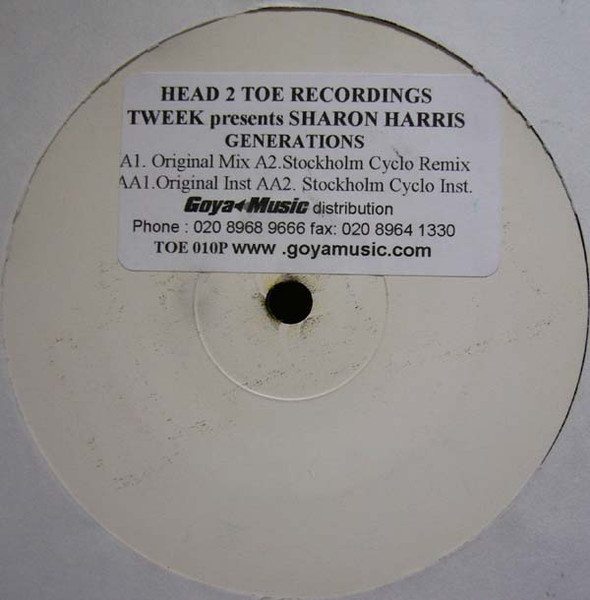 HEAD 2 TOE RECORDINGS
TWEEK presents SHARON HARRIS
GENERATIONS
A1. Original Mix A2.Stockholm Cyclo Remix
AA1.Original Inst AA2. Stockholm Cyclo Inst.
Goya Music distribution
Phone : 020 8968 9666 fax: 020 8964 1330
TOE 010P www .goyamusic.com